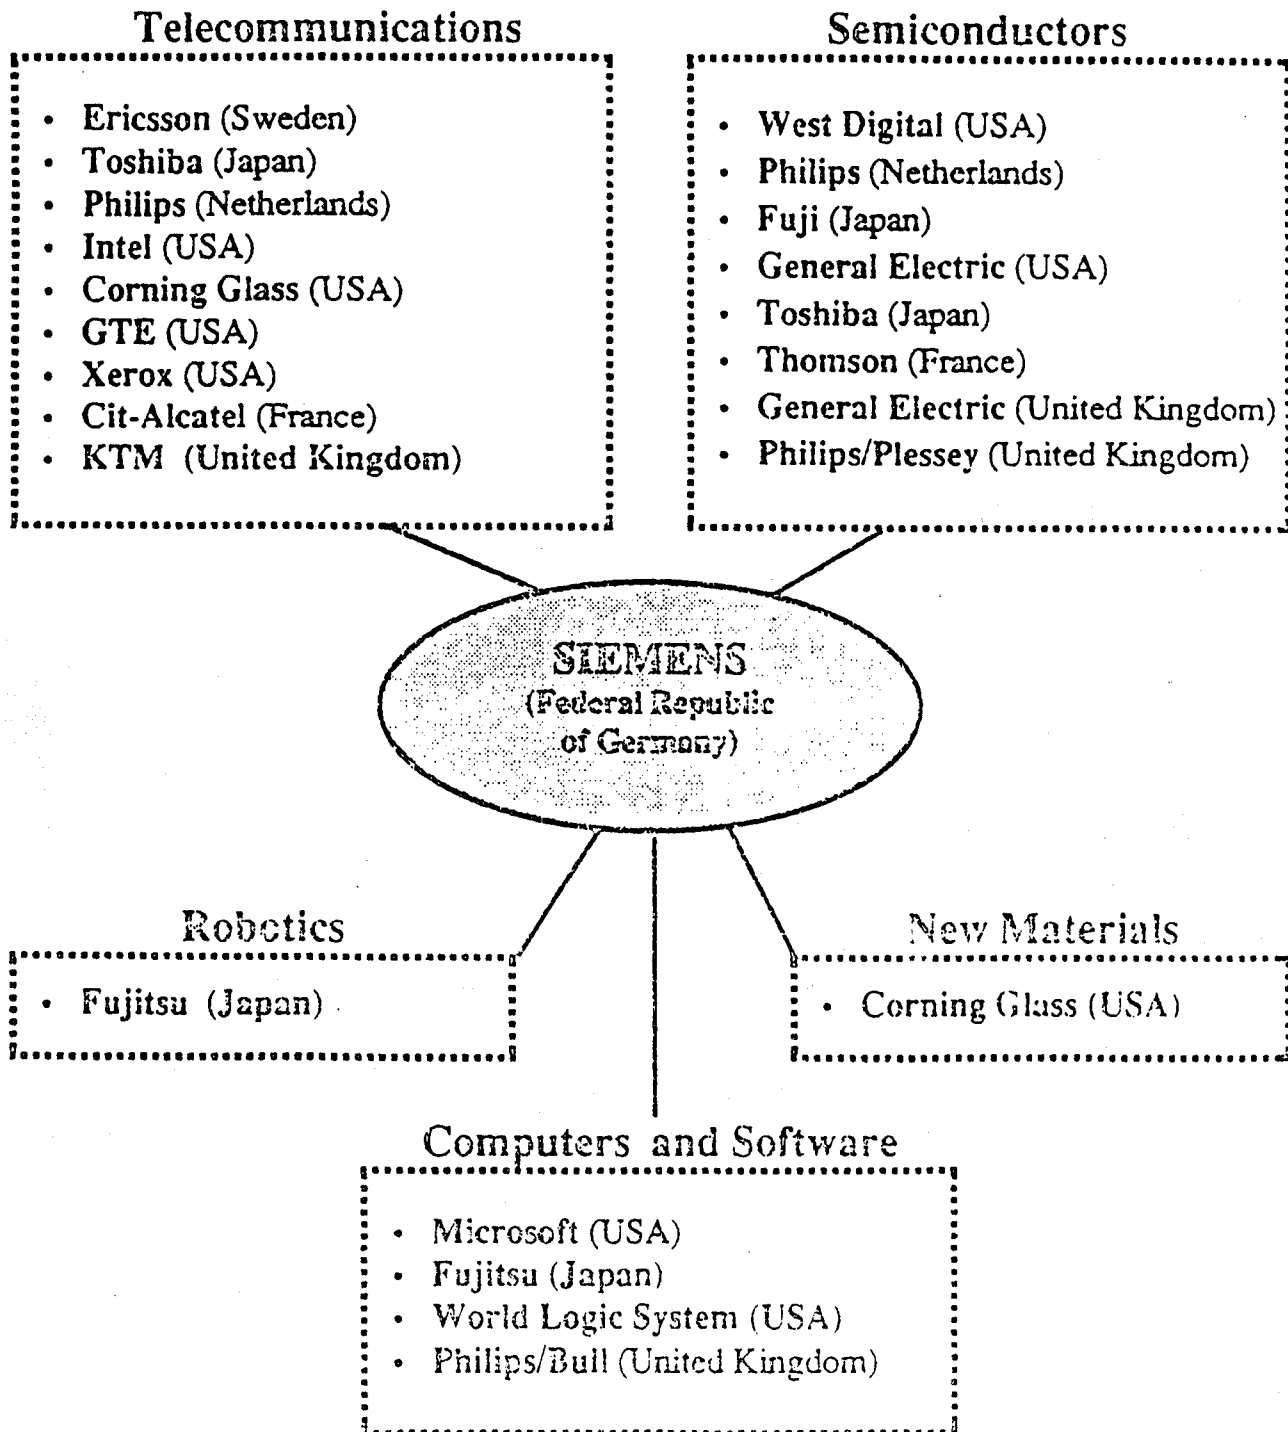 Telecommunications
• Ericsson (Sweden)
• Toshiba (Japan)
• Philips (Netherlands)
• Intel (USA)
• Corning Glass (USA)
• GTE (USA)
• Xerox (USA)
• Cit-Alcatel (France)
• KTM (United Kingdom)
Semiconductors
• West Digital (USA)
• Philips (Netherlands)
• Fuji (Japan)
• General Electric (USA)
• Toshiba (Japan)
• Thomson (France)
• General Electric (United Kingdom)
• Philips/Plessey (United Kingdom)
SIEMENS
(Federal Republic
of Germany)
Robotics
• Fujitsu (Japan)
New Materials
• Corning Glass (USA)
Computers and Software
• Microsoft (USA)
• Fujitsu (Japan)
• World Logic System (USA)
• Philips/Bull (United Kingdom)